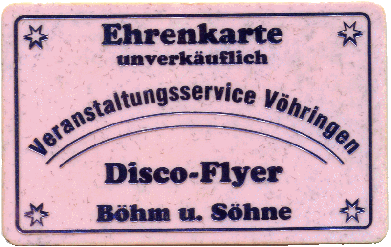 Ehrenkarte
unverkäuflich
Veranstaltungsservice Vöhringen
Disco-Flyer
Böhm u. Söhne